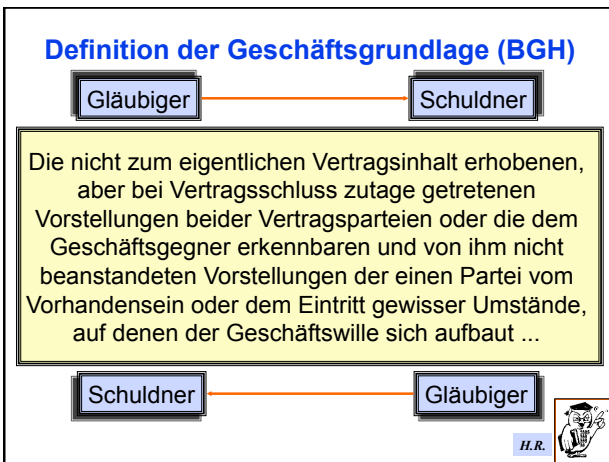 Definition der Geschäftsgrundlage (BGH)
Gläubiger Schuldner
Die nicht zum eigentlichen Vertragsinhalt erhobenen,
aber bei Vertragsschluss zutage getretenen
Vorstellungen beider Vertragsparteien oder die dem
Geschäftsgegner erkennbaren und von ihm nicht
beanstandeten Vorstellungen der einen Partei vom
Vorhandensein oder dem Eintritt gewisser Umstände,
auf denen der Geschäftswille sich aufbaut ...
Schuldner Gläubiger
H.R.